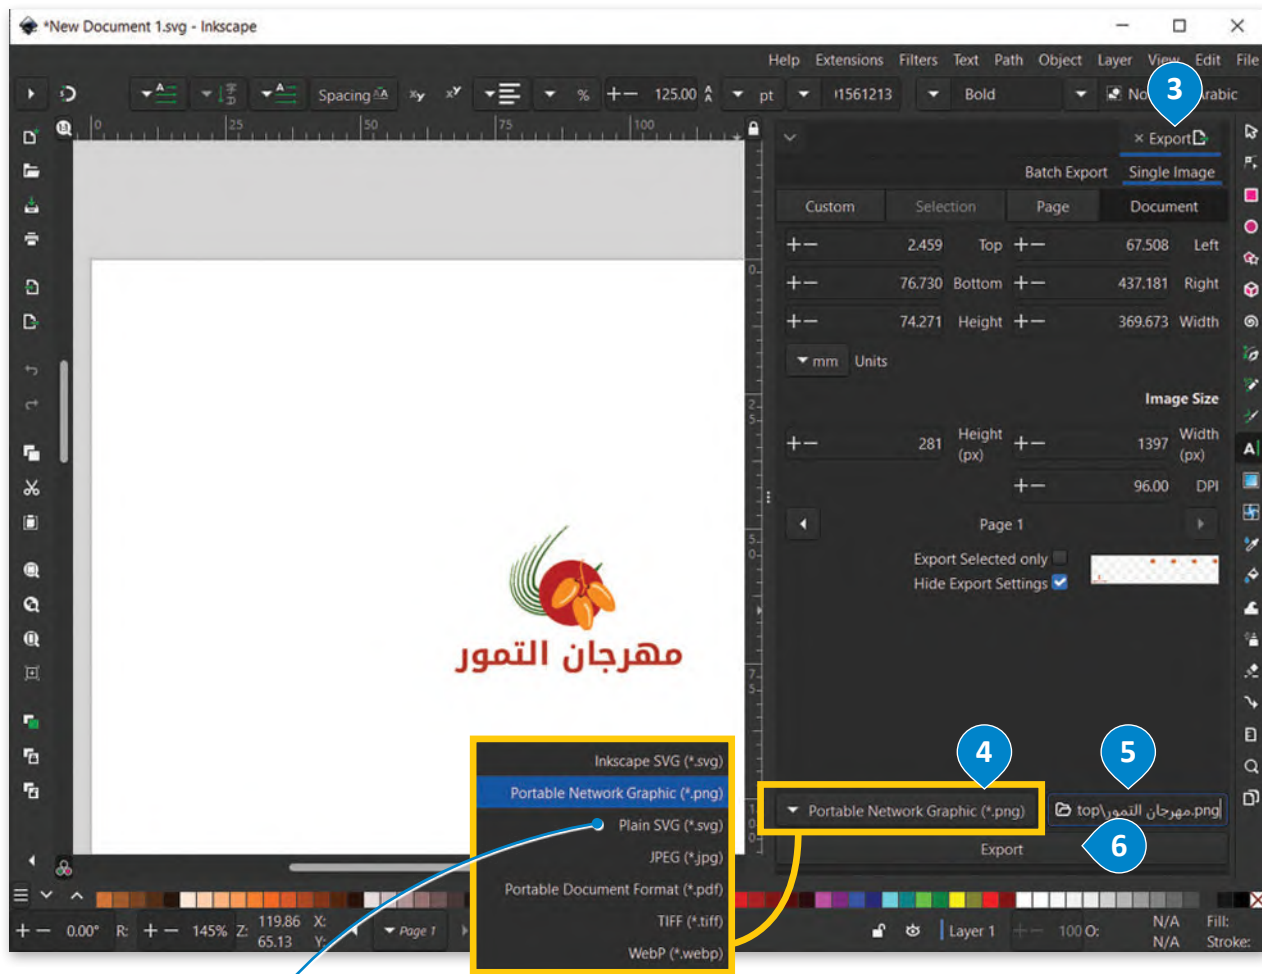 *New Document 1.svg - Inkscape
Help Extensions Filters Text Path Object Layer View Edit File
Spacing % 125.00 pt 11561213 Bold
3
0 25 50 75 100
Export
Batch Export Single Image
Custom Selection Page Document
2.459 Top 67.508 Left
76.730 Bottom 437.181 Right
74.271 Height 369.673 Width
mm Units
Image Size
281 Height (px) 1397 Width (px)
96.00 DPI
Page 1
Export Selected only
Hide Export Settings
مهرجان التمور
4
5
Portable Network Graphic (*.png)
top\مهرجان التمور.png
Export
6
Inkscape SVG (*.svg)
Portable Network Graphic (*.png)
Plain SVG (*.svg)
JPEG (*.jpg)
Portable Document Format (*.pdf)
TIFF (*.tiff)
WebP (*.webp)
0.00° R: 145% Z: 119.86 X:
65.13 Y:
Page 1
Layer 1 100 O: N/A Fill:
N/A Stroke: